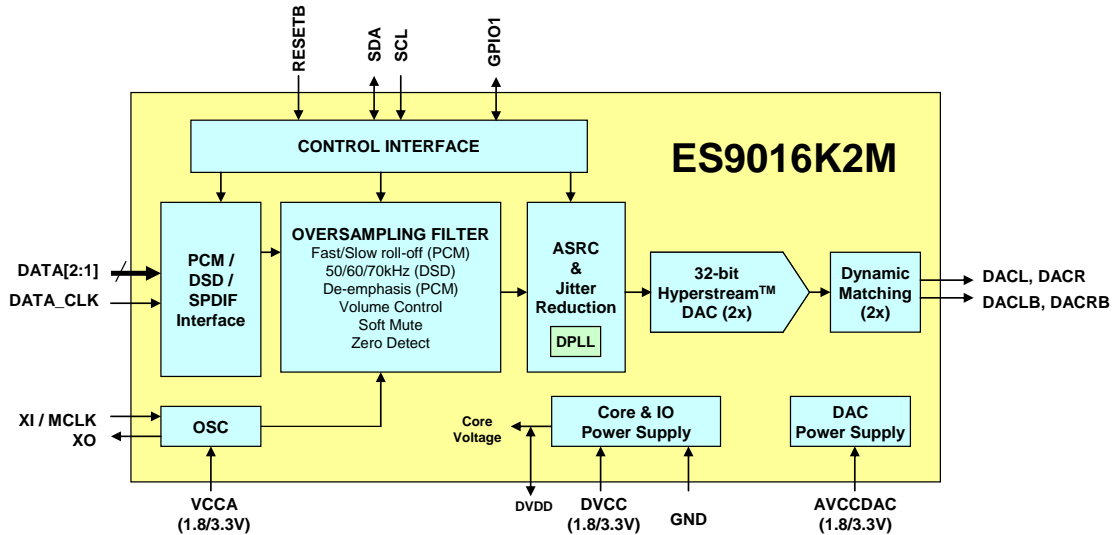 RESETB
SDA
SCL
GPIO1
CONTROL INTERFACE
ES9016K2M
DATA[2:1]
DATA_CLK
PCM /
DSD /
SPDIF
Interface
OVERSAMPLING FILTER
Fast/Slow roll-off (PCM)
50/60/70kHz (DSD)
De-emphasis (PCM)
Volume Control
Soft Mute
Zero Detect
ASRC
&
Jitter
Reduction
DPLL
32-bit
Hyperstream™
DAC (2x)
Dynamic
Matching
(2x)
DACL, DACR
DACLB, DACRB
XI / MCLK
XO
OSC
Core
Voltage
Core & IO
Power Supply
DAC
Power Supply
VCCA
(1.8/3.3V)
DVDD
DVCC
(1.8/3.3V)
GND
AVCCDAC
(1.8/3.3V)